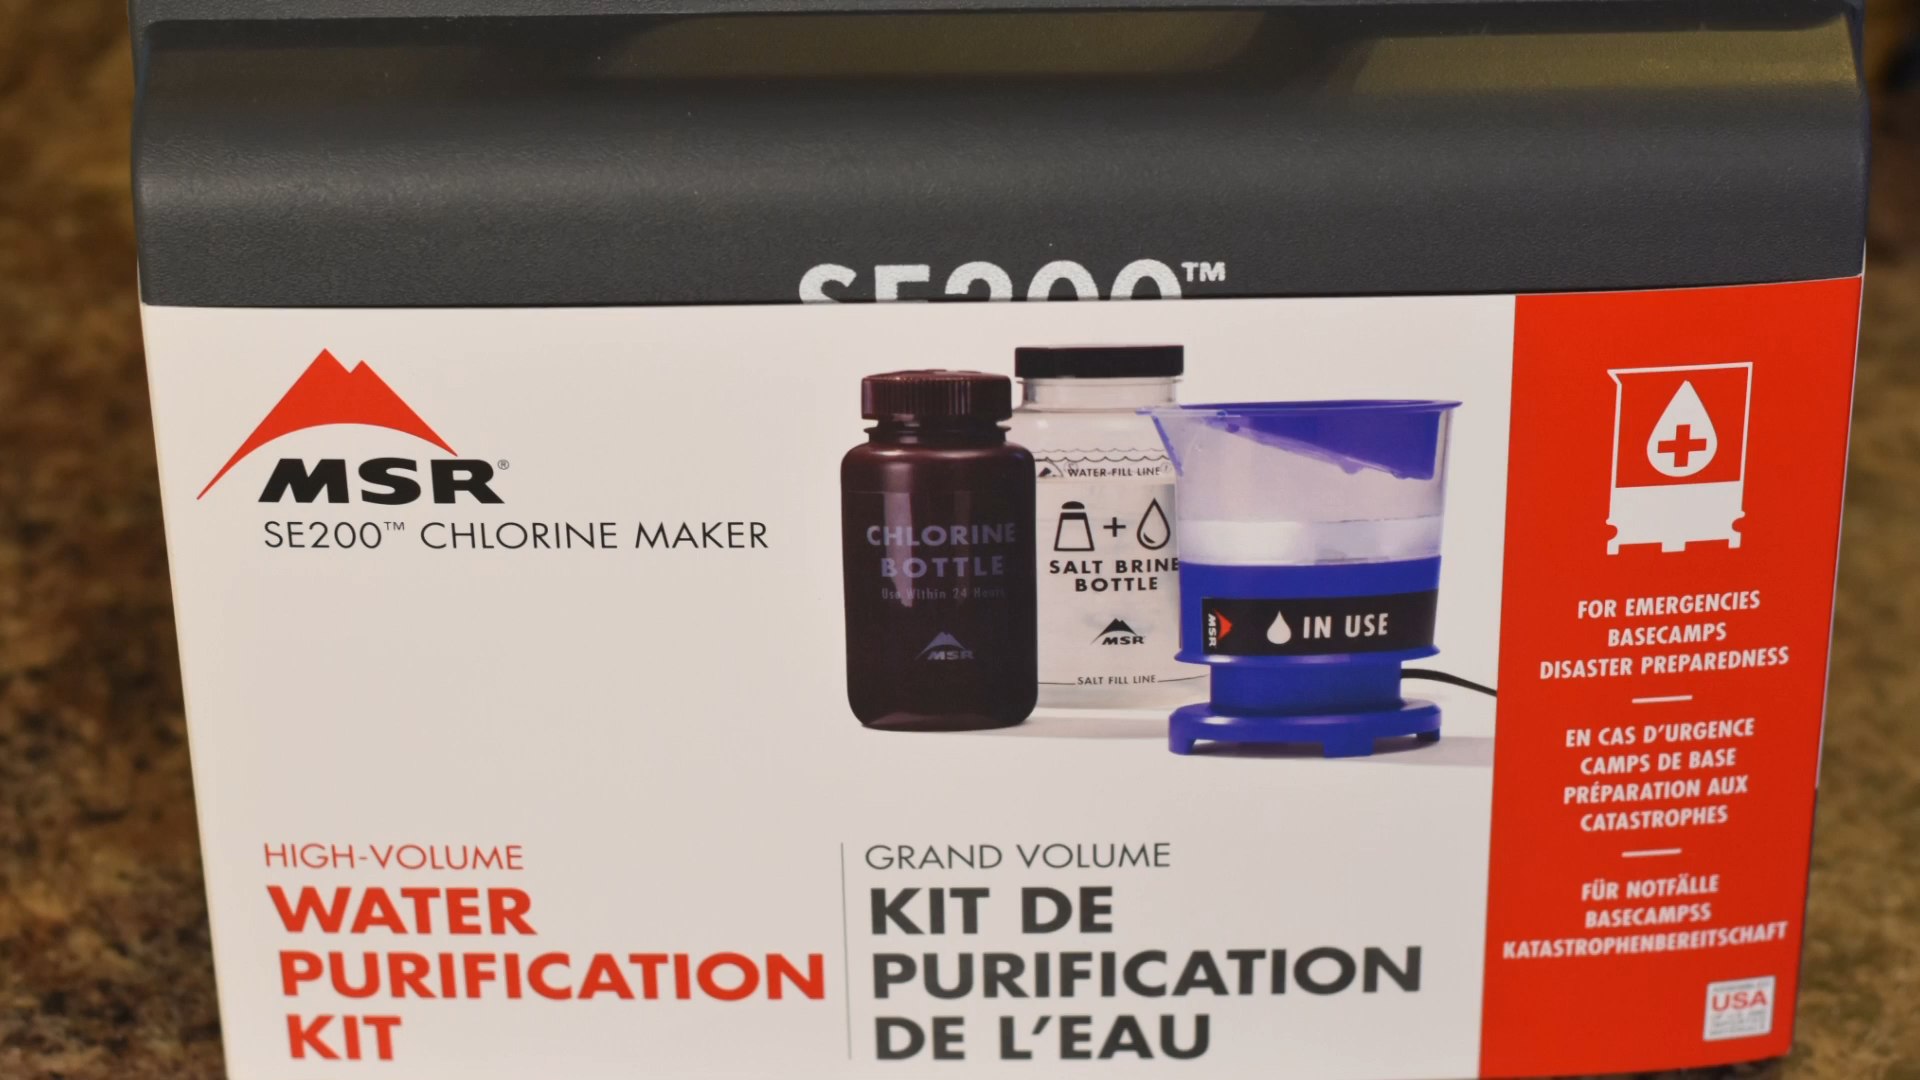 SE200™
MSR®
SE200™ CHLORINE MAKER
CHLORINE
BOTTLE
Use Within 24 Hours
MSR
WATER-FILL LINE
+
SALT BRINE
BOTTLE
MSR
SALT FILL LINE
MSR
IN USE
HIGH-VOLUME
WATER
PURIFICATION
KIT
GRAND VOLUME
KIT DE
PURIFICATION
DE L'EAU
FOR EMERGENCIES
BASECAMPS
DISASTER PREPAREDNESS
EN CAS D'URGENCE
CAMPS DE BASE
PRÉPARATION AUX
CATASTROPHES
FÜR NOTFÄLLE
BASECAMPSS
KATASTROPHENBEREITSCHAFT
USA